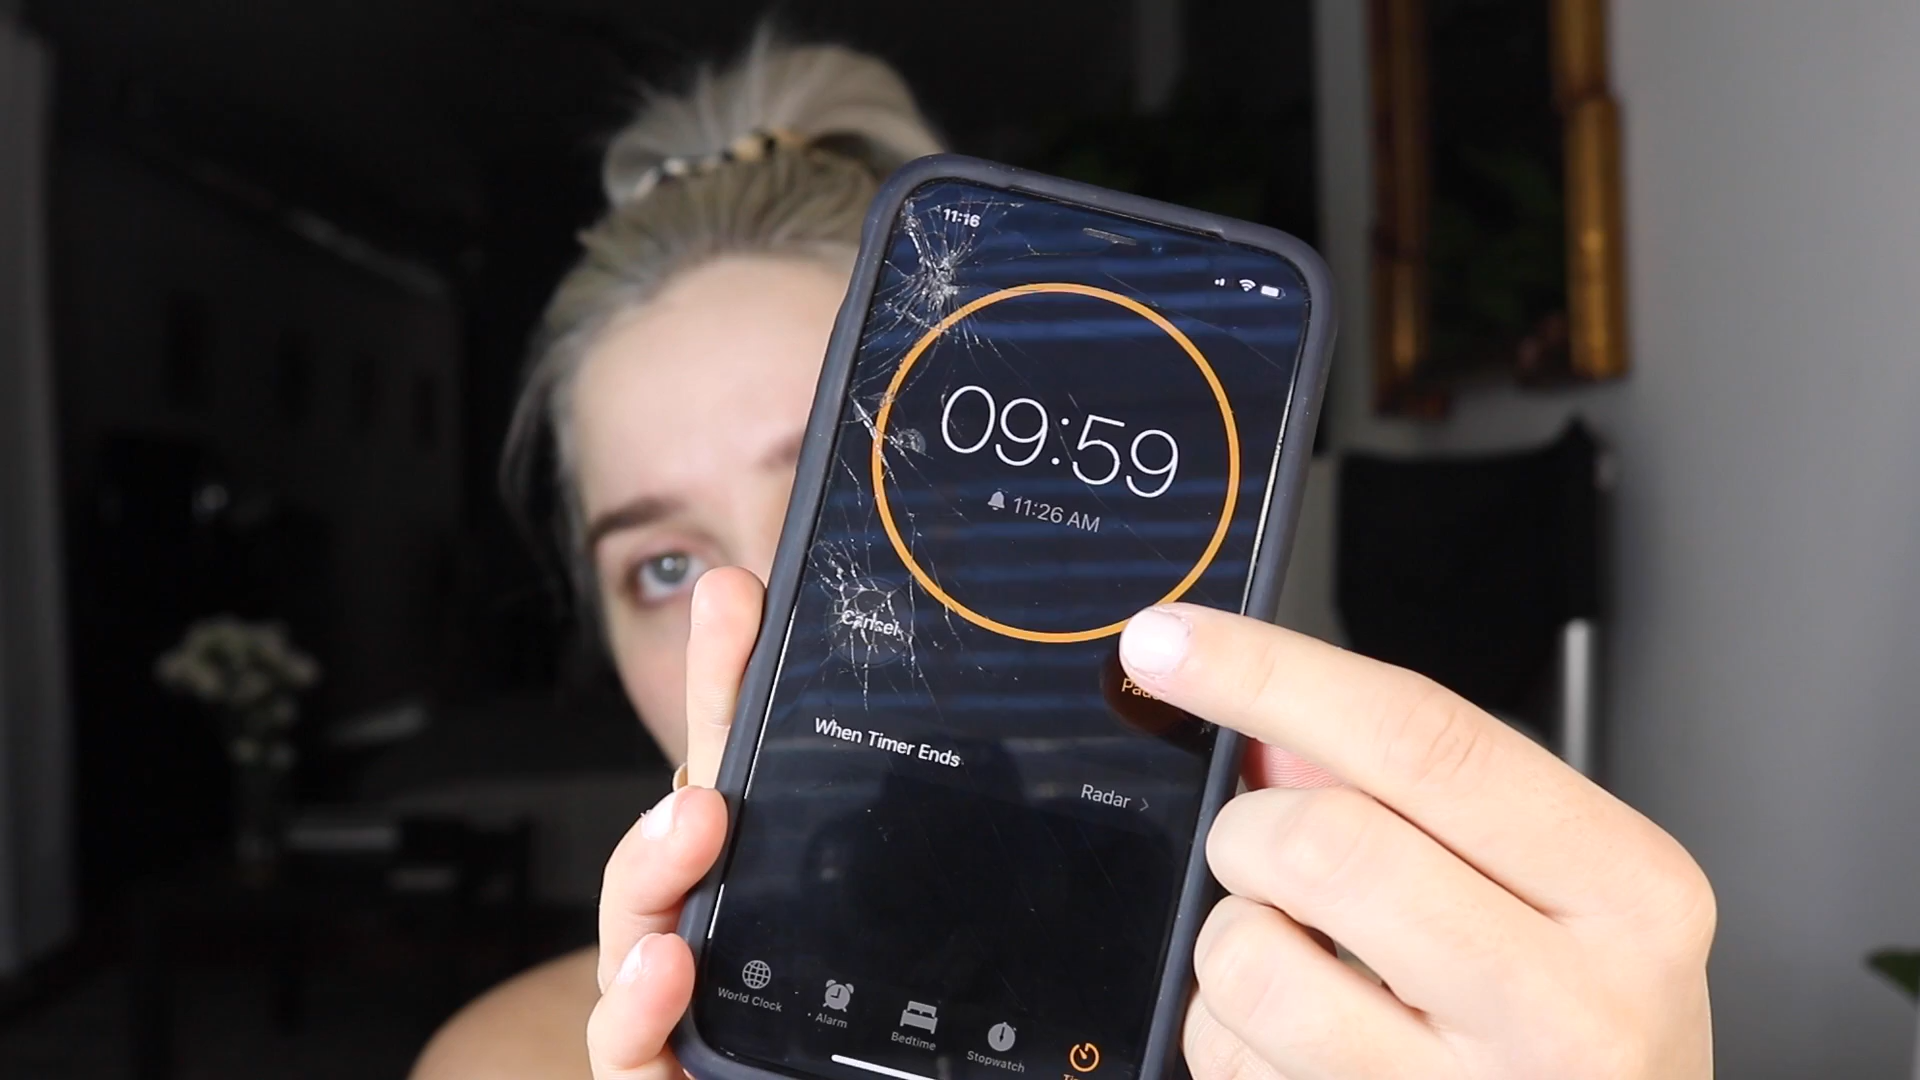 11:16
09:59
11:26 AM
Cancel
When Timer Ends
Radar
World Clock
Alarm
Bedtime
Stopwatch